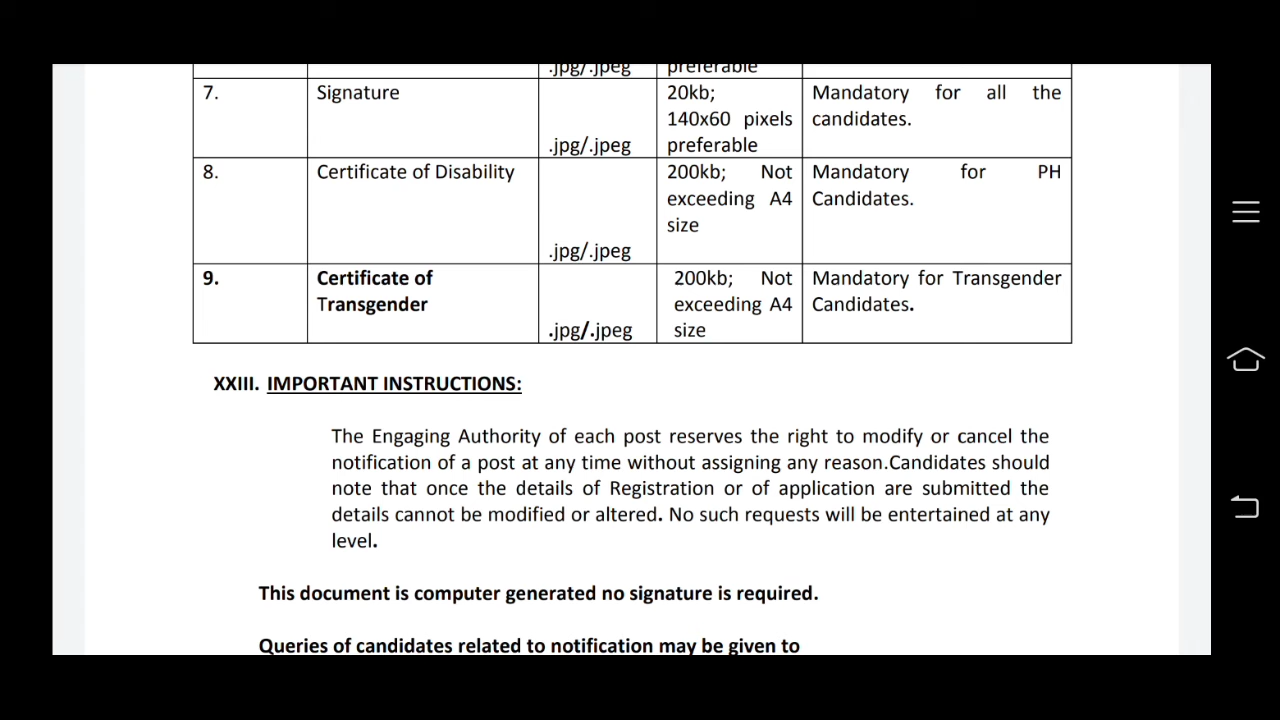 .jpg/.jpeg preferable
7. Signature 20kb; Mandatory for all the
140x60 pixels candidates.
.jpg/.jpeg preferable
8. Certificate of Disability 200kb; Not Mandatory for PH
exceeding A4 Candidates.
size
.jpg/.jpeg
9. Certificate of 200kb; Not Mandatory for Transgender
Transgender exceeding A4 Candidates.
.jpg/.jpeg size
XXIII. IMPORTANT INSTRUCTIONS:
The Engaging Authority of each post reserves the right to modify or cancel the
notification of a post at any time without assigning any reason.Candidates should
note that once the details of Registration or of application are submitted the
details cannot be modified or altered. No such requests will be entertained at any
level.
This document is computer generated no signature is required.
Queries of candidates related to notification may be given to